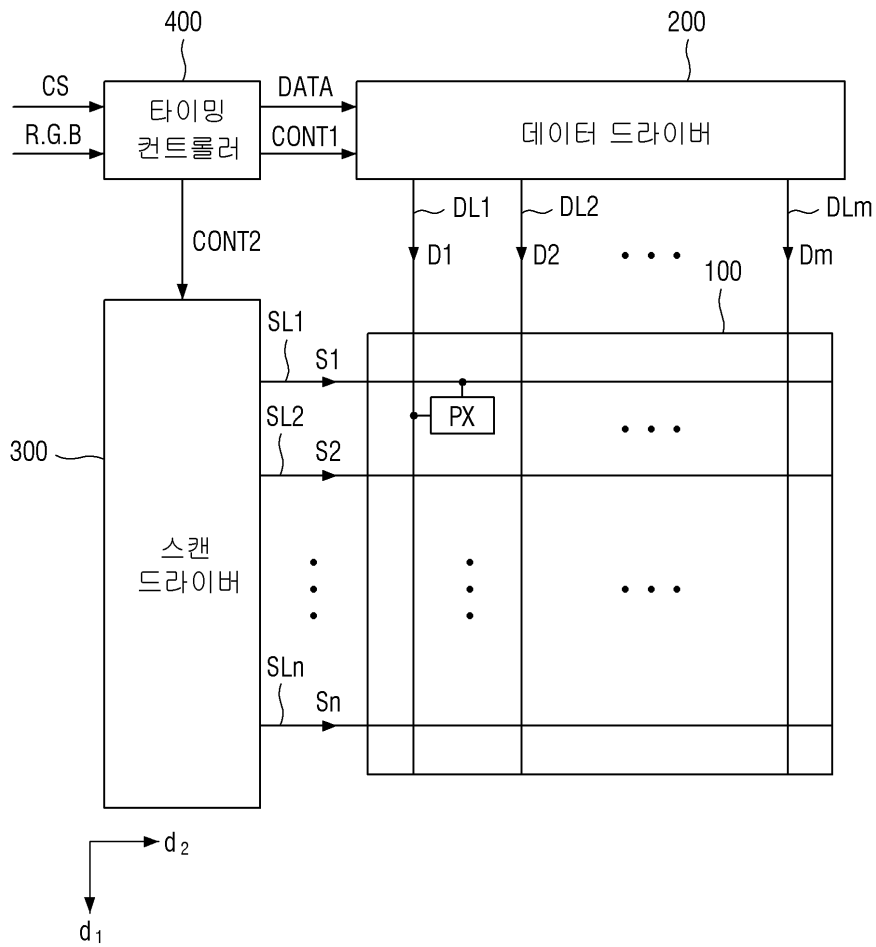 400
200
CS
DATA
타이밍
컨트롤러
데이터 드라이버
R.G.B
CONT1
DL1
DL2
DLm
CONT2
D1
D2
Dm
100
SL1
S1
PX
SL2
S2
300
스캔
드라이버
SLn
Sn
d2
d1